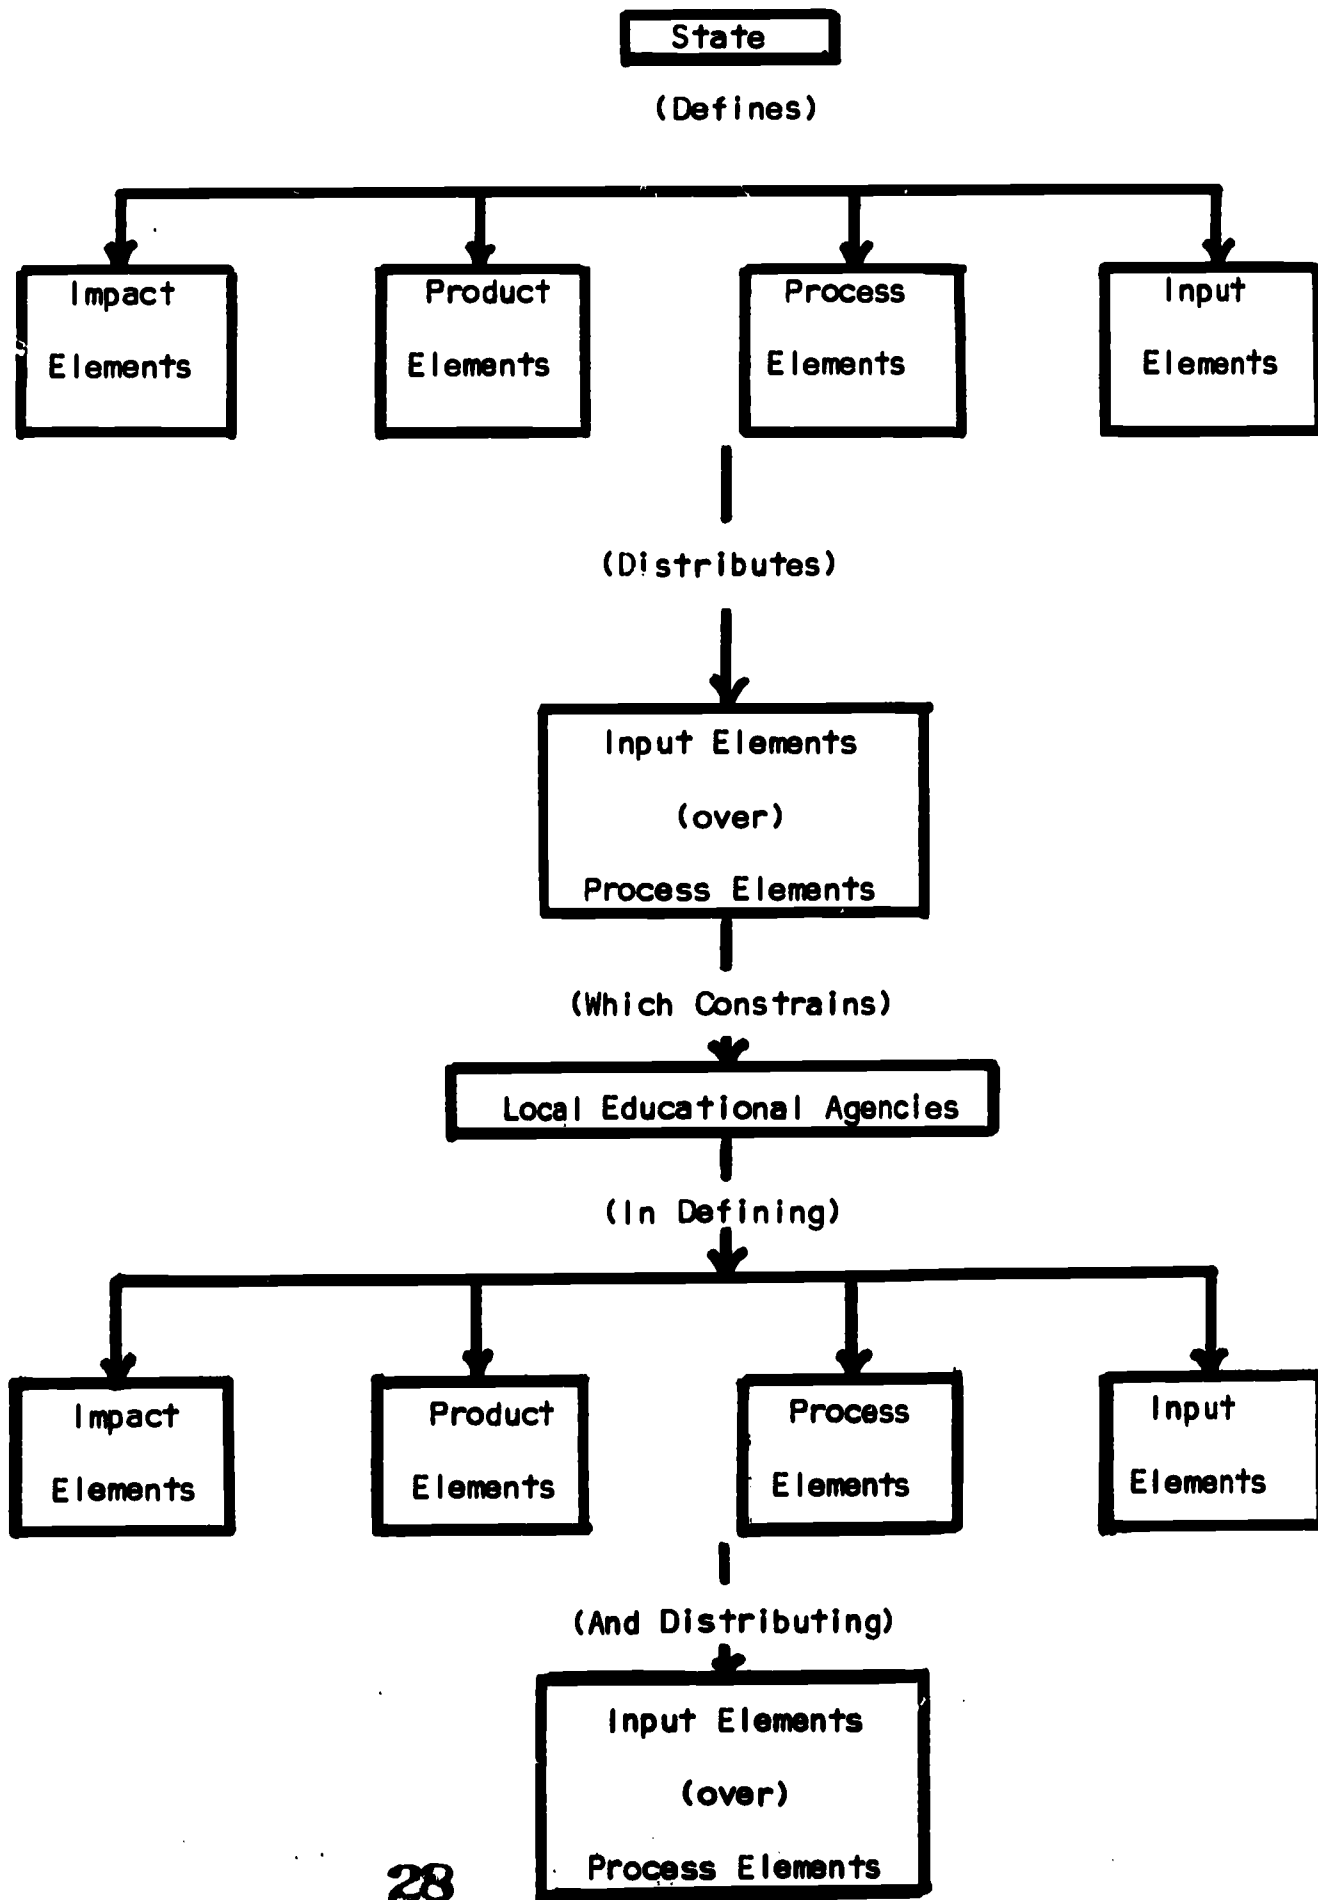 State
(Defines)
Impact
Elements
Product
Elements
Process
Elements
Input
Elements
(Distributes)
Input Elements
(over)
Process Elements
(Which Constrains)
Local Educational Agencies
(In Defining)
Impact
Elements
Product
Elements
Process
Elements
Input
Elements
(And Distributing)
Input Elements
(over)
Process Elements
28